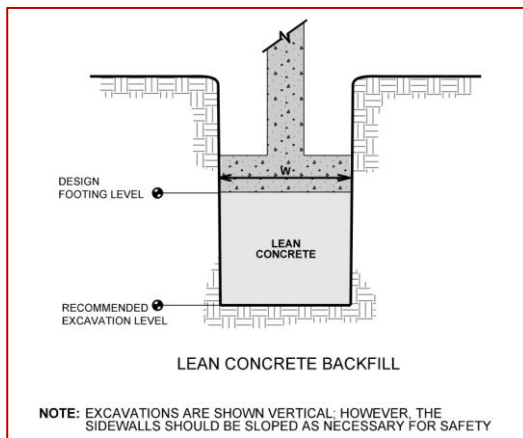 DESIGN
FOOTING LEVEL
W
LEAN
CONCRETE
RECOMMENDED
EXCAVATION LEVEL
LEAN CONCRETE BACKFILL
NOTE: EXCAVATIONS ARE SHOWN VERTICAL; HOWEVER, THE
SIDEWALLS SHOULD BE SLOPED AS NECESSARY FOR SAFETY